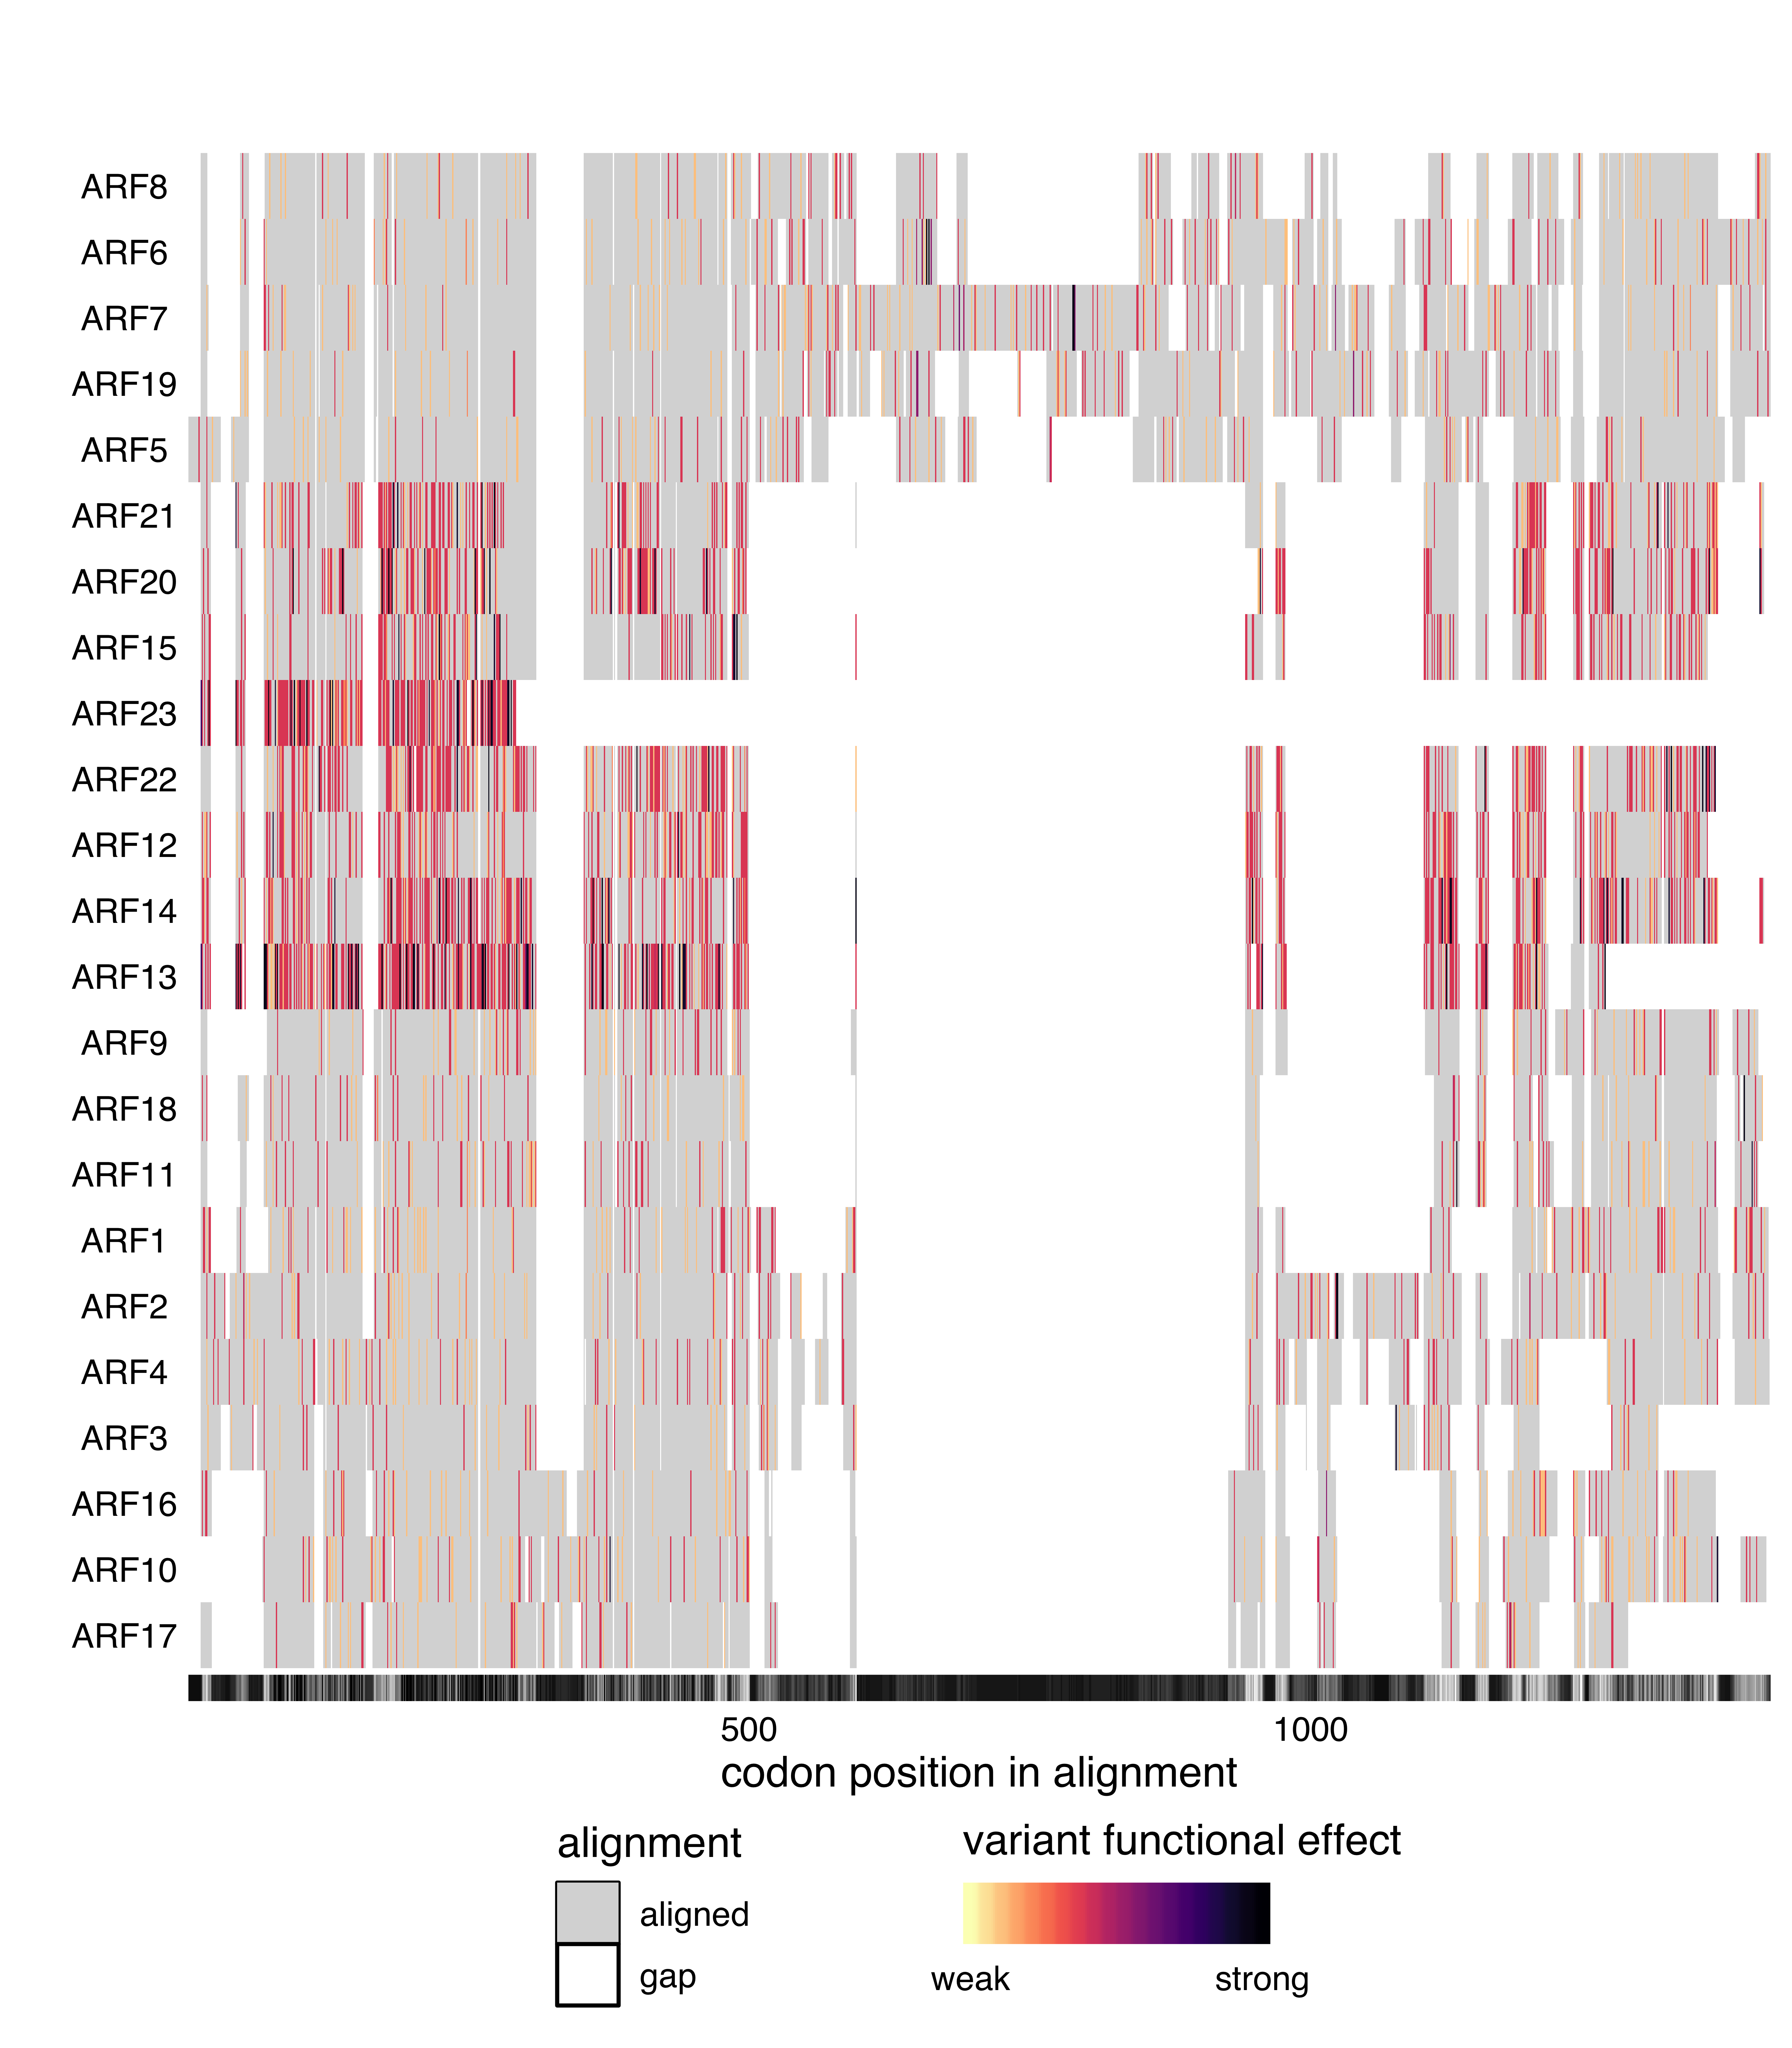 ARF8
ARF6
ARF7
ARF19
ARF5
ARF21
ARF20
ARF15
ARF23
ARF22
ARF12
ARF14
ARF13
ARF9
ARF18
ARF11
ARF1
ARF2
ARF4
ARF3
ARF16
ARF10
ARF17
500 1000
codon position in alignment
alignment
aligned
gap
variant functional effect
weak strong